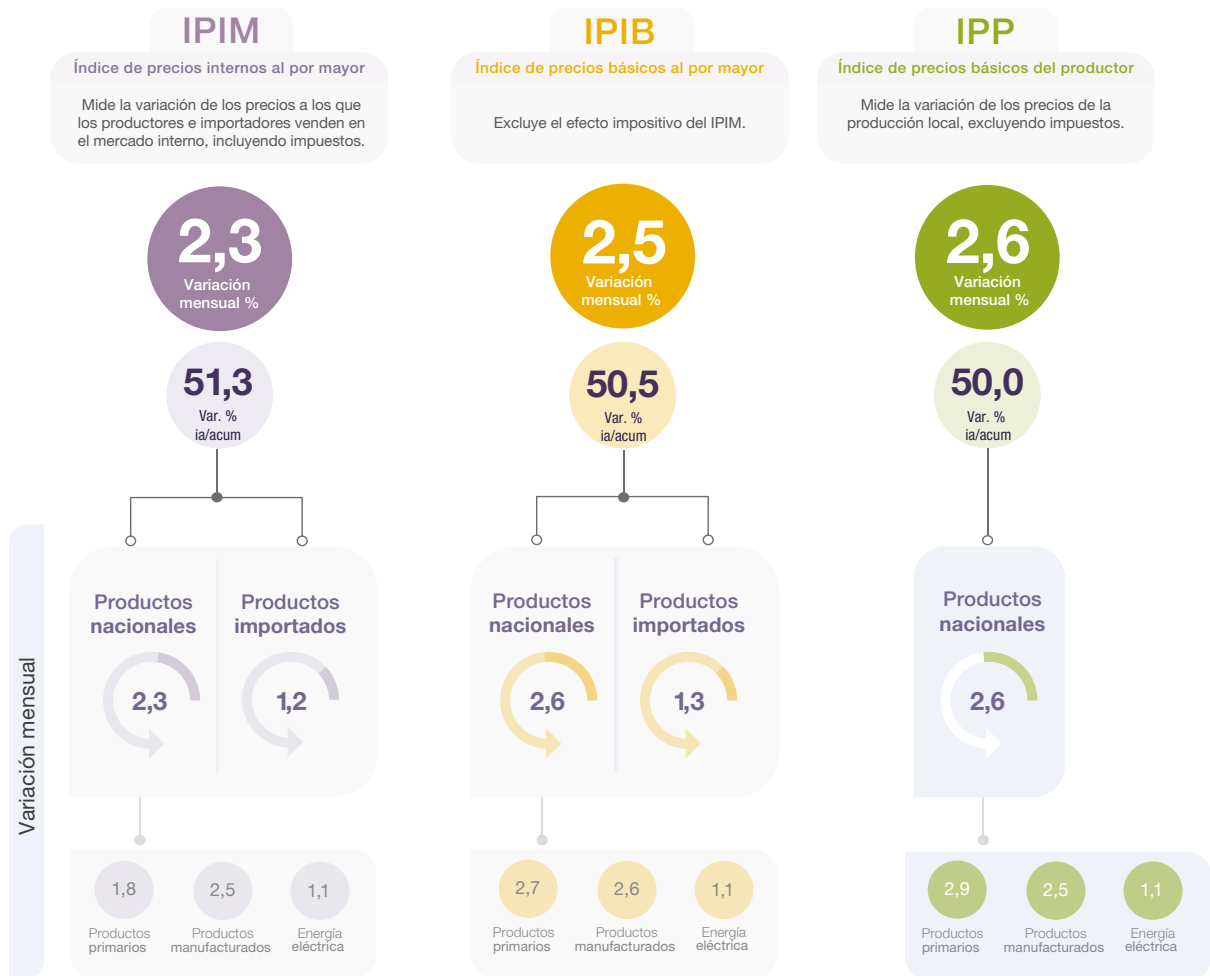 IPIM
Índice de precios internos al por mayor
Mide la variación de los precios a los que
los productores e importadores venden en
el mercado interno, incluyendo impuestos.
2,3
Variación
mensual %
51,3
Var. %
ia/acum
Productos
nacionales
2,3
Productos
importados
1,2
1,8
Productos
primarios
2,5
Productos
manufacturados
1,1
Energía
eléctrica
IPIB
Índice de precios básicos al por mayor
Excluye el efecto impositivo del IPIM.
2,5
Variación
mensual %
50,5
Var. %
ia/acum
Productos
nacionales
2,6
Productos
importados
1,3
2,7
Productos
primarios
2,6
Productos
manufacturados
1,1
Energía
eléctrica
IPP
Índice de precios básicos del productor
Mide la variación de los precios de la
producción local, excluyendo impuestos.
2,6
Variación
mensual %
50,0
Var. %
ia/acum
Productos
nacionales
2,6
2,9
Productos
primarios
2,5
Productos
manufacturados
1,1
Energía
eléctrica
Variación mensual